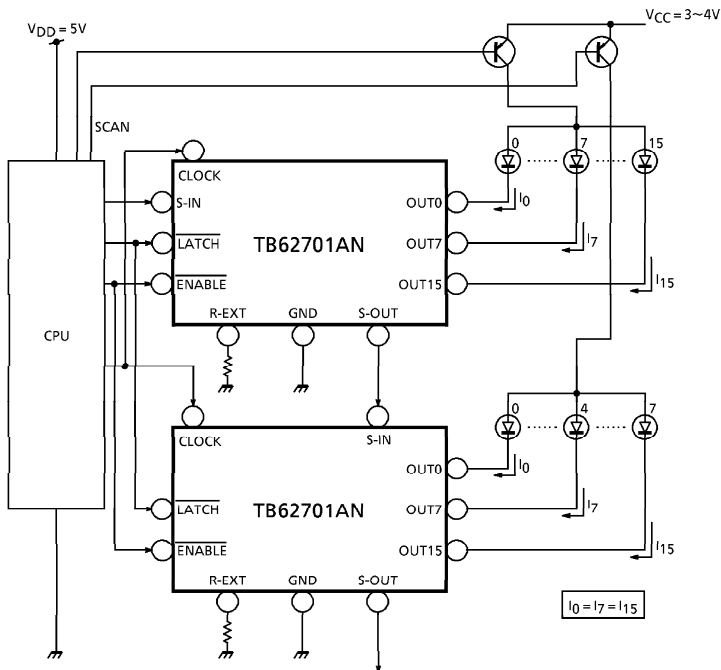 VDD = 5V
VCC = 3~4V
SCAN
0 7 15
CLOCK
S-IN
OUT0
I0
LATCH
TB62701AN
OUT7
I7
ENABLE
OUT15
I15
R-EXT GND S-OUT
CPU
0 4 7
CLOCK
S-IN
OUT0
I0
LATCH
TB62701AN
OUT7
I7
ENABLE
OUT15
I15
R-EXT GND S-OUT
I0 = I7 = I15